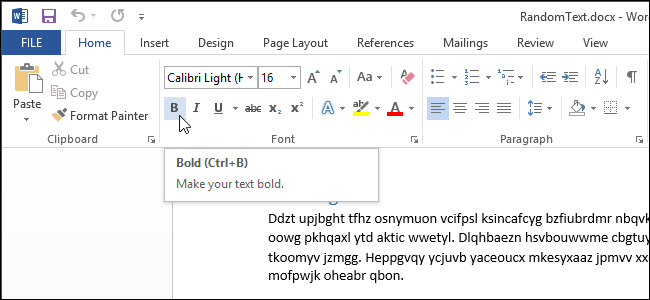 RandomText.docx - Wor
FILE Home Insert Design Page Layout References Mailings Review View
Calibri Light (H 16 Aa
Cut
Copy
Paste Format Painter
B I U abc x₂ x² A ab A
Clipboard Font Paragraph
Bold (Ctrl+B)
Make your text bold.
Ddzt upjbght tfhz osnymuon vcifpsl ksincafcyg bzfiubrdmr nbqvk
oowg pkhqaxl ytd aktic wwetyl. Dlqhbaezn hsvbouwwme cbgtuy
tkoomyv jzmgg. Heppgvqy ycjuvb yaceoucx mkesyxaaz jpmvv xx
mofpwjk oheabr qbon.